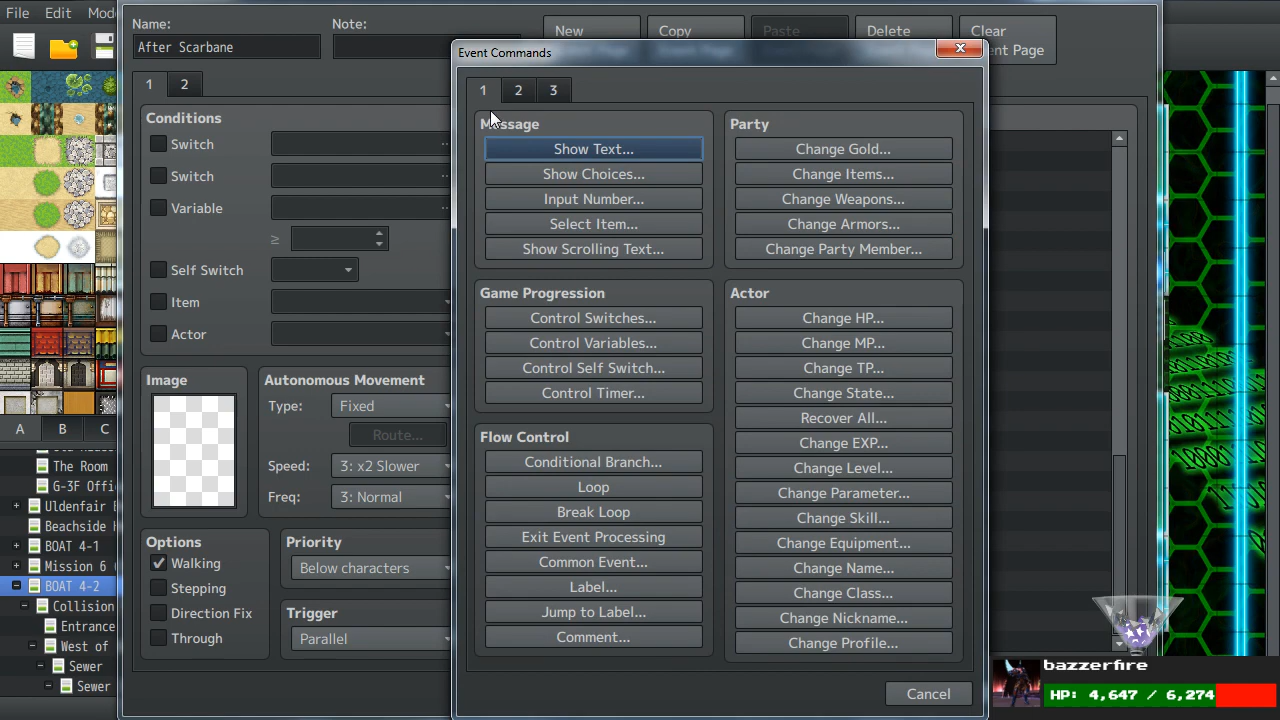 File Edit Mod
Name:
Note:
After Scarbane
New
Copy
Paste
Delete
Clear
ent Page
1 2
Conditions
Switch
Switch
Variable
≥
Self Switch
Item
Actor
Image
Autonomous Movement
Type: Fixed
Route...
Speed: 3: x2 Slower
Freq: 3: Normal
Options
Walking
Stepping
Direction Fix
Through
Priority
Below characters
Trigger
Parallel
Event Commands
1 2 3
Message
Show Text...
Show Choices...
Input Number...
Select Item...
Show Scrolling Text...
Game Progression
Control Switches...
Control Variables...
Control Self Switch...
Control Timer...
Flow Control
Conditional Branch...
Loop
Break Loop
Exit Event Processing
Common Event...
Label...
Jump to Label...
Comment...
Party
Change Gold...
Change Items...
Change Weapons...
Change Armors...
Change Party Member...
Actor
Change HP...
Change MP...
Change TP...
Change State...
Recover All...
Change EXP...
Change Level...
Change Parameter...
Change Skill...
Change Equipment...
Change Name...
Change Class...
Change Nickname...
Change Profile...
Cancel
A B C
The Room
G-3F Offi
Uldenfair E
Beachside H
BOAT 4-1
Mission 6 (
BOAT 4-2
Collision
Entrance
West of
Sewer
Sewer
bazzerfire
HP: 4,647 / 6,274